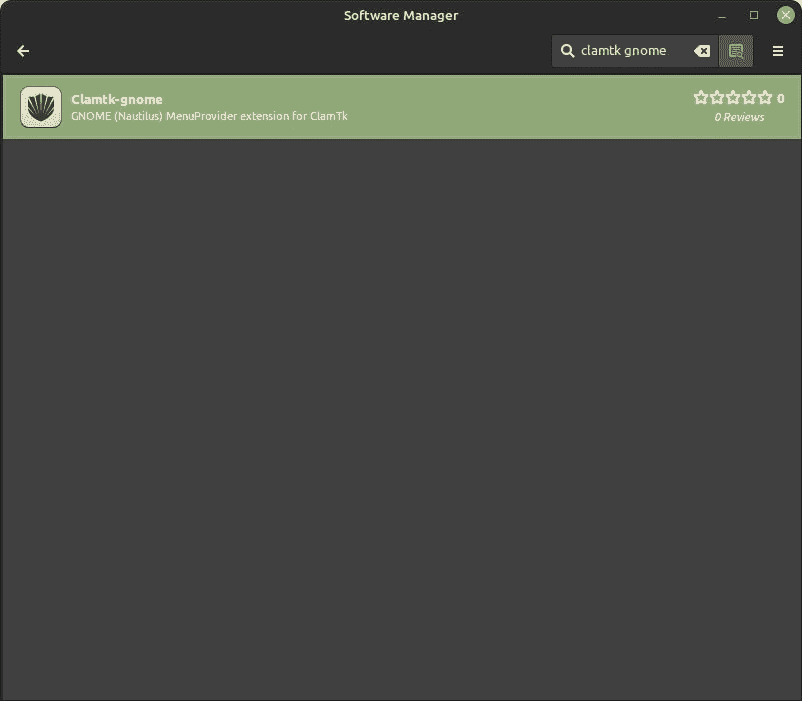 Software Manager
clamtk gnome
Clamtk-gnome
GNOME (Nautilus) MenuProvider extension for ClamTk
0
0 Reviews